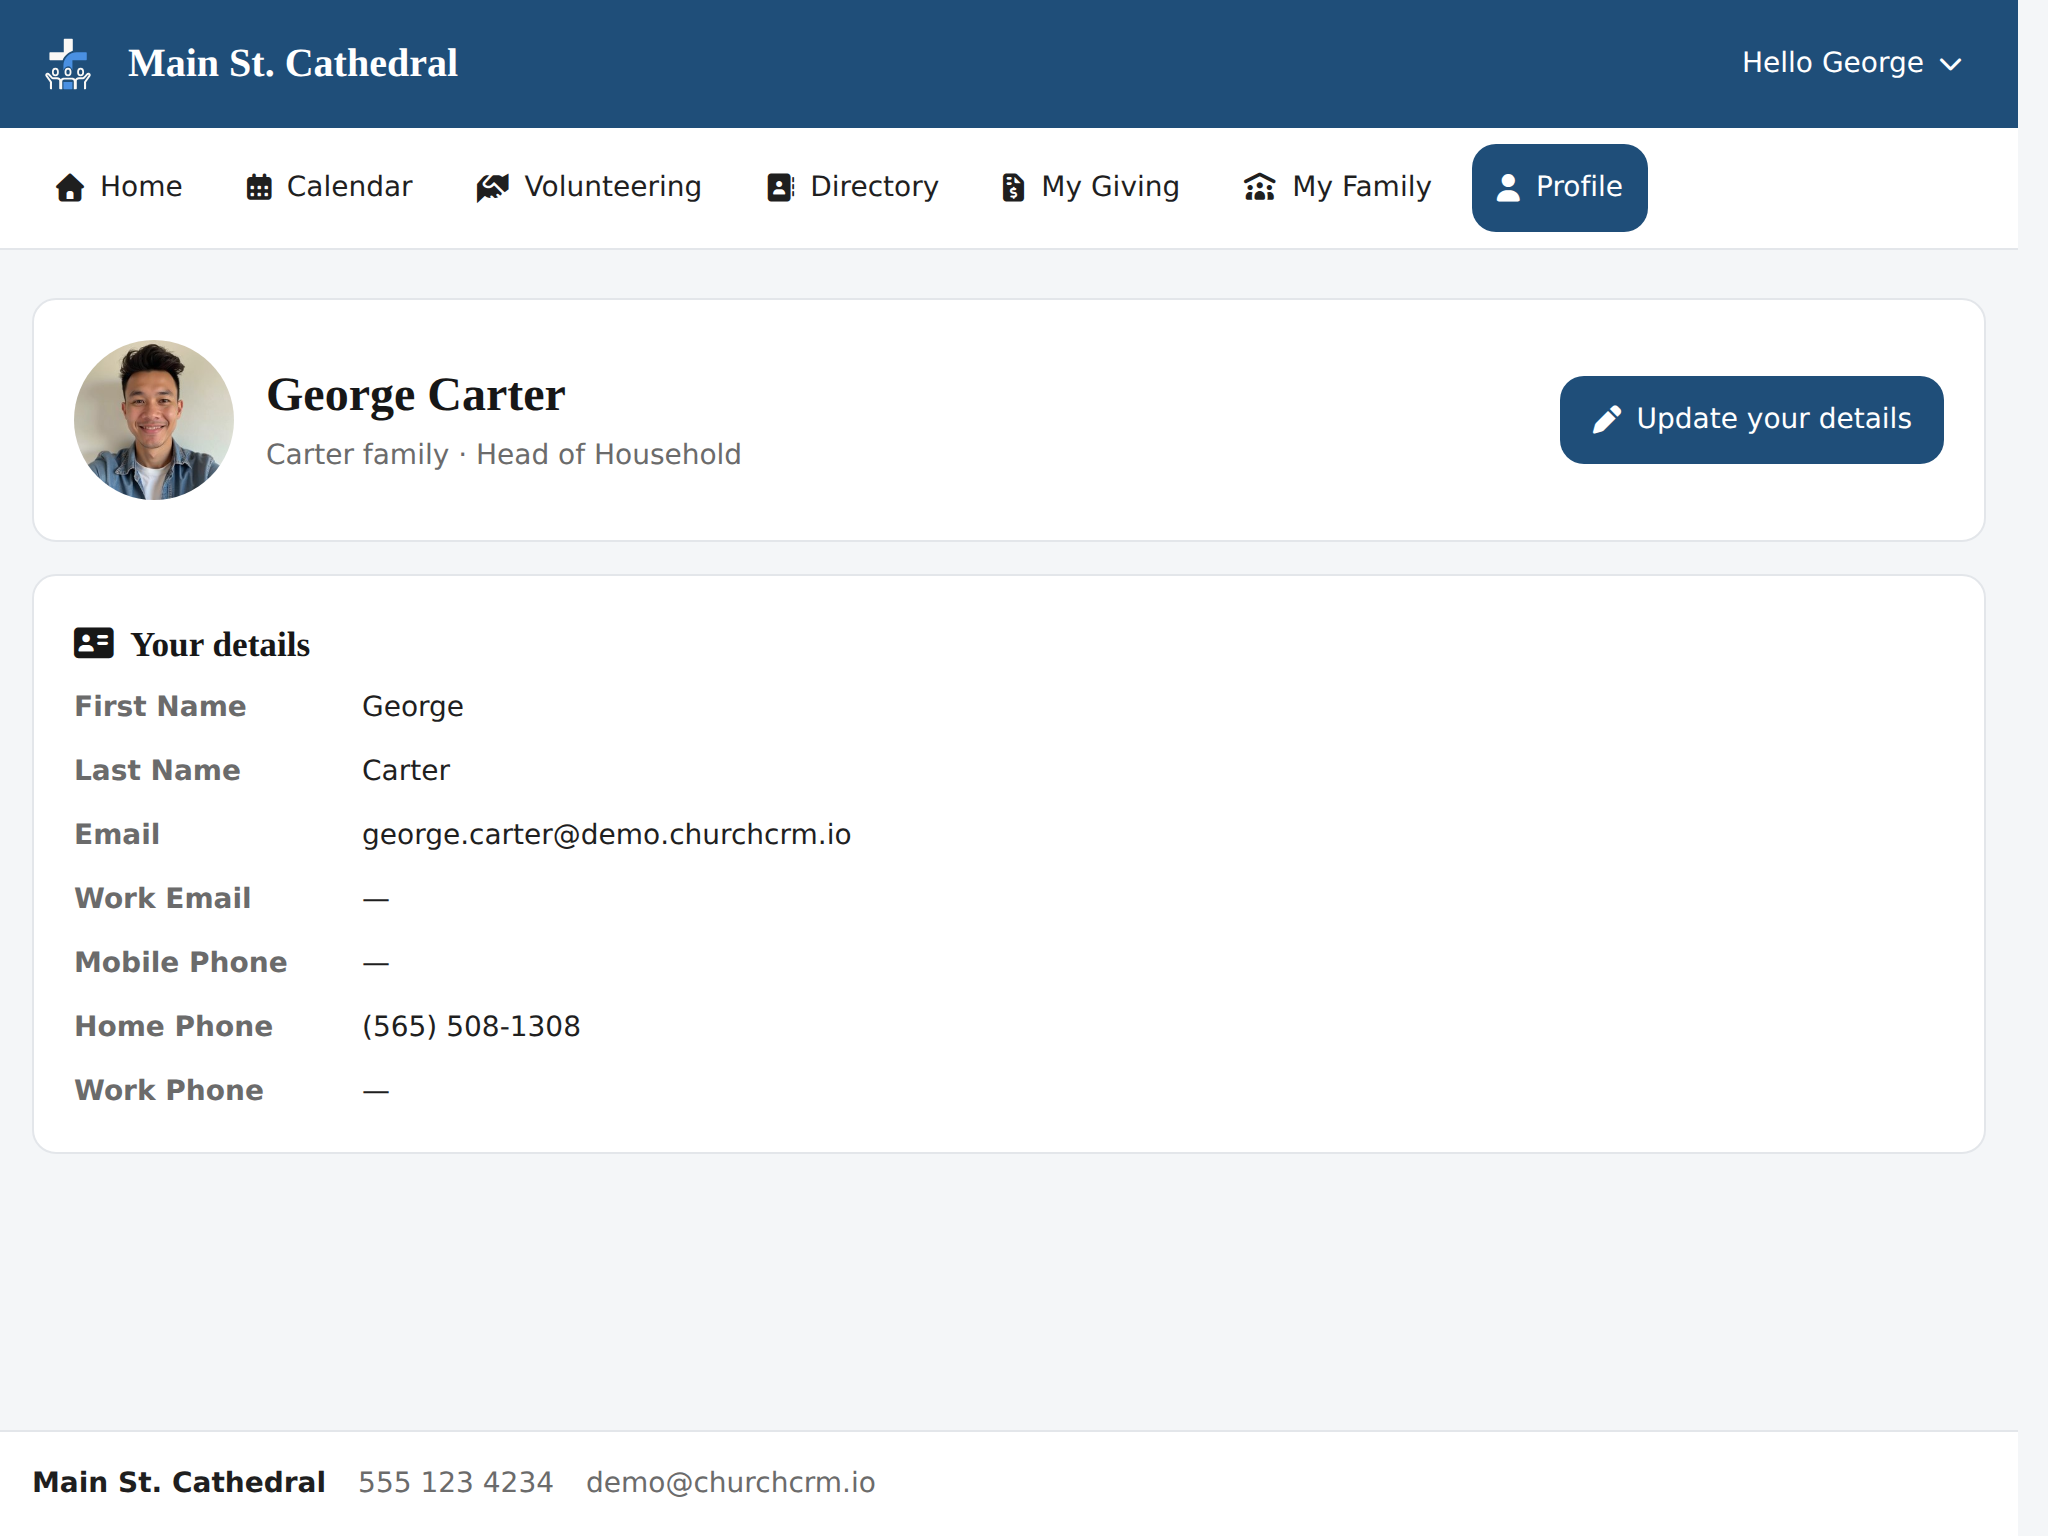 Main St. Cathedral
Hello George
Home
Calendar
Volunteering
Directory
My Giving
My Family
Profile
George Carter
Carter family · Head of Household
Update your details
Your details
First Name George
Last Name Carter
Email george.carter@demo.churchcrm.io
Work Email —
Mobile Phone —
Home Phone (565) 508-1308
Work Phone —
Main St. Cathedral 555 123 4234 demo@churchcrm.io